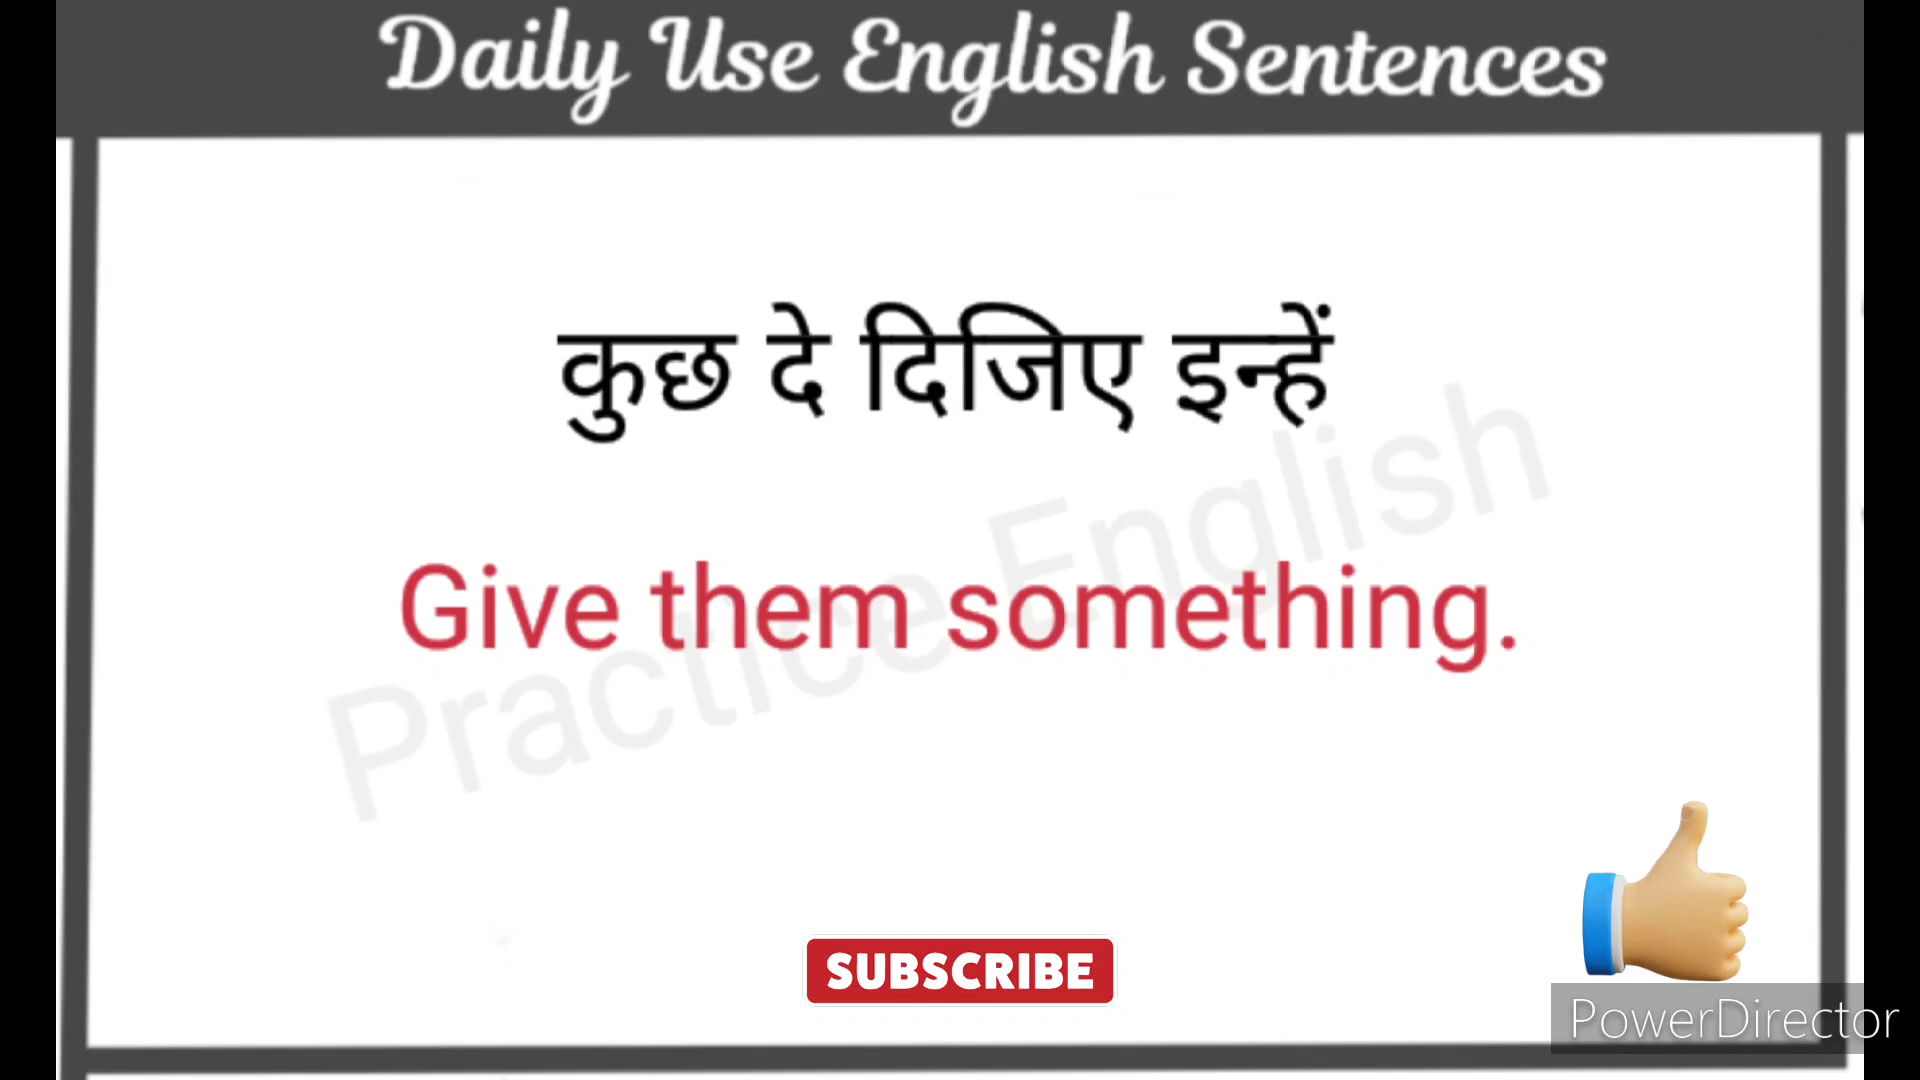 Daily Use English Sentences
कुछ दे दिजिए इन्हें
Give them something.
Practice English
SUBSCRIBE
PowerDirector